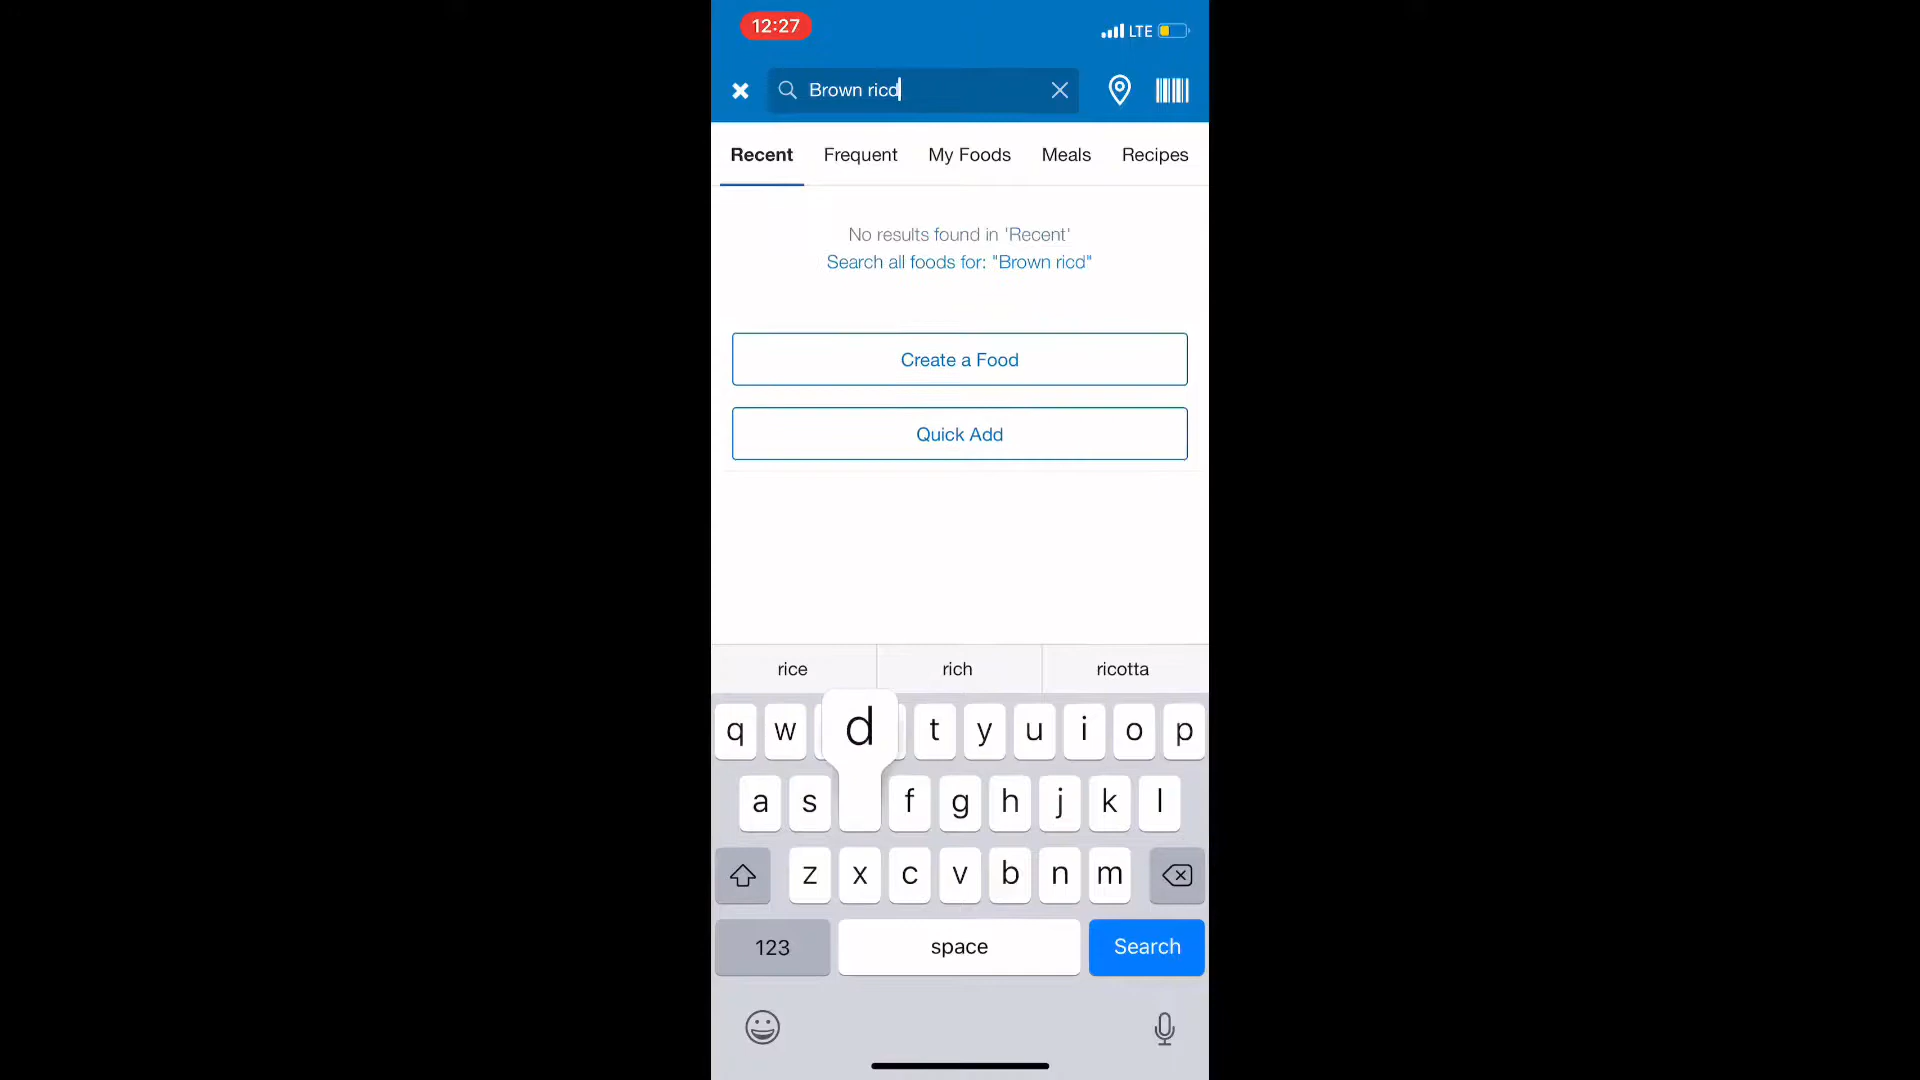 12:27 LTE
Brown ricd
Recent Frequent My Foods Meals Recipes
No results found in 'Recent'
Search all foods for: "Brown ricd"
Create a Food
Quick Add
rice rich ricotta
q w d t y u i o p
a s f g h j k l
z x c v b n m
123 space Search